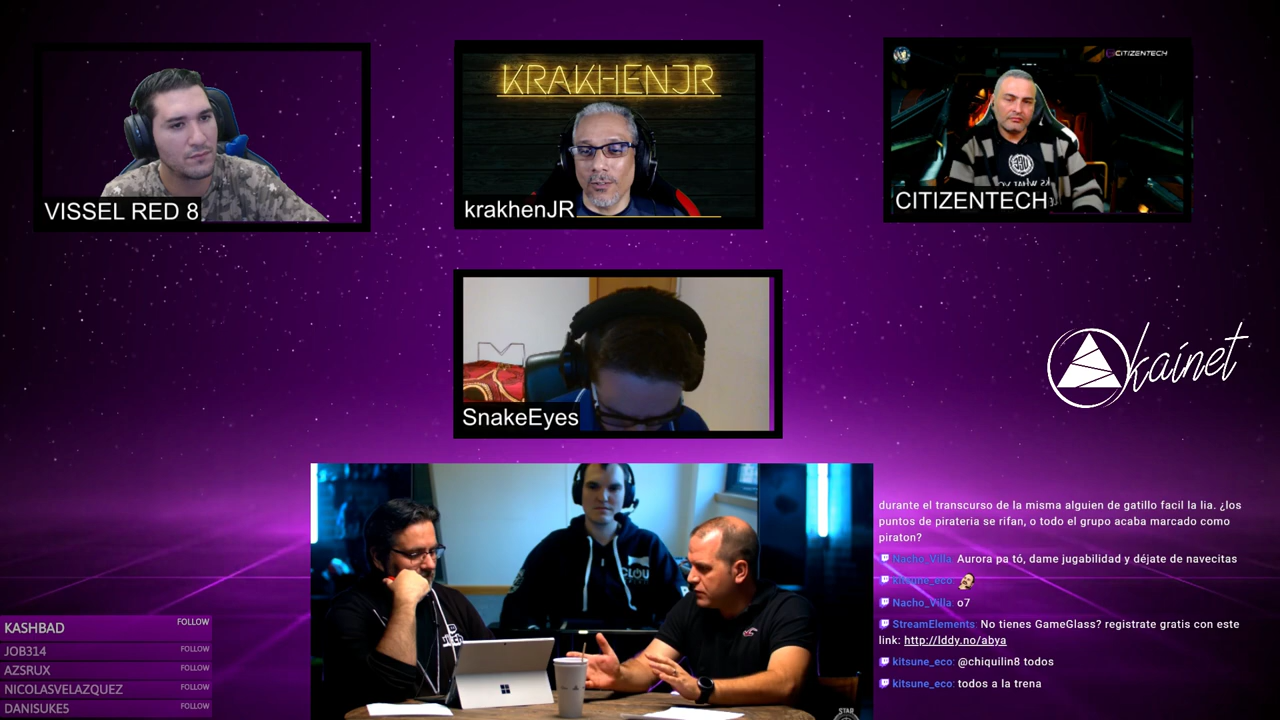 CITIZENTECH
KRAKHENJR
VISSEL RED 8
krakhenJR
CITIZENTECH
SnakeEyes
kainet
CLOU
durante el transcurso de la misma alguien de gatillo facil la lia. ¿los
puntos de pirateria se rifan, o todo el grupo acaba marcado como
piraton?
Nacho_Villa: Aurora pa tó, dame jugabilidad y déjate de navecitas
kitsune_eco:
Nacho_Villa: o7
StreamElements: No tienes GameGlass? registrate gratis con este
link: http://lddy.no/abya
kitsune_eco: @chiquilin8 todos
kitsune_eco: todos a la trena
KASHBAD FOLLOW
JOB314 FOLLOW
AZSRUX FOLLOW
NICOLASVELAZQUEZ FOLLOW
DANISUKE5 FOLLOW
STAR